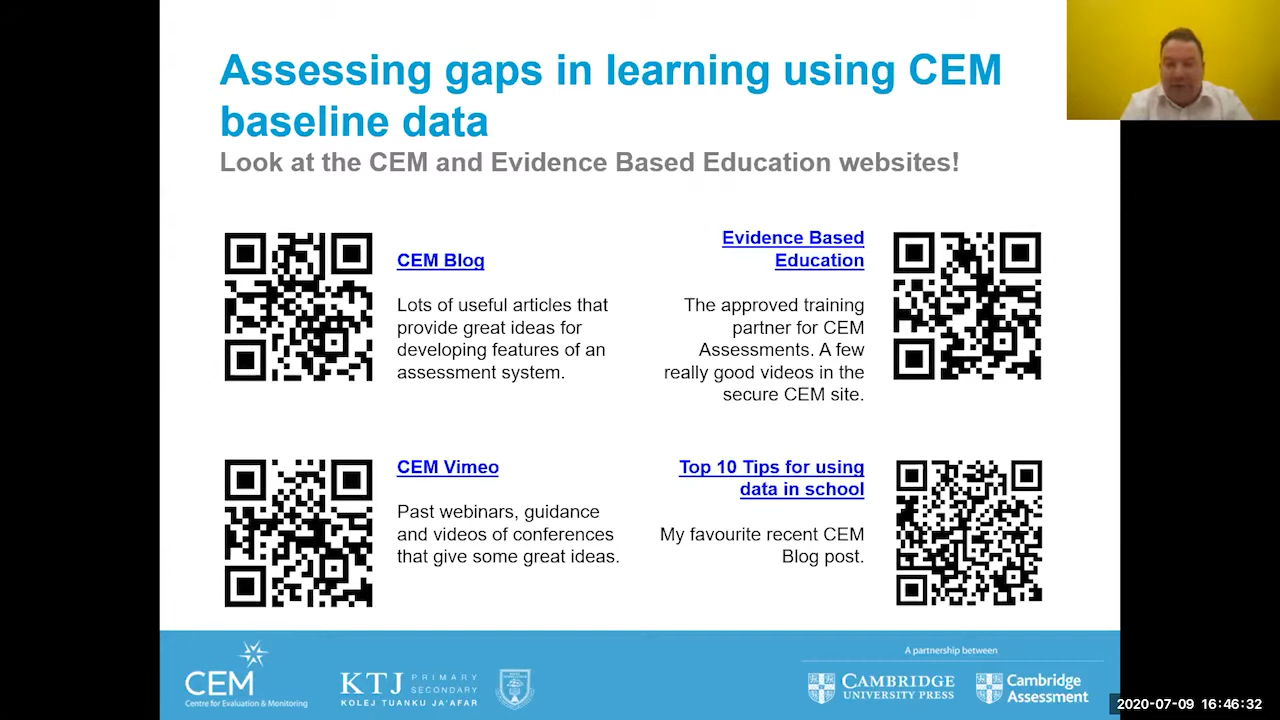 Assessing gaps in learning using CEM
baseline data
Look at the CEM and Evidence Based Education websites!
CEM Blog
Lots of useful articles that
provide great ideas for
developing features of an
assessment system.
Evidence Based
Education
The approved training
partner for CEM
Assessments. A few
really good videos in the
secure CEM site.
CEM Vimeo
Past webinars, guidance
and videos of conferences
that give some great ideas.
Top 10 Tips for using
data in school
My favourite recent CEM
Blog post.
CEM
Centre for Evaluation & Monitoring
KTJ PRIMARY
SECONDARY
KOLEJ TUANKU JA'AFAR
A partnership between
CAMBRIDGE
UNIVERSITY PRESS
Cambridge
Assessment
2020-07-09 16:46:32